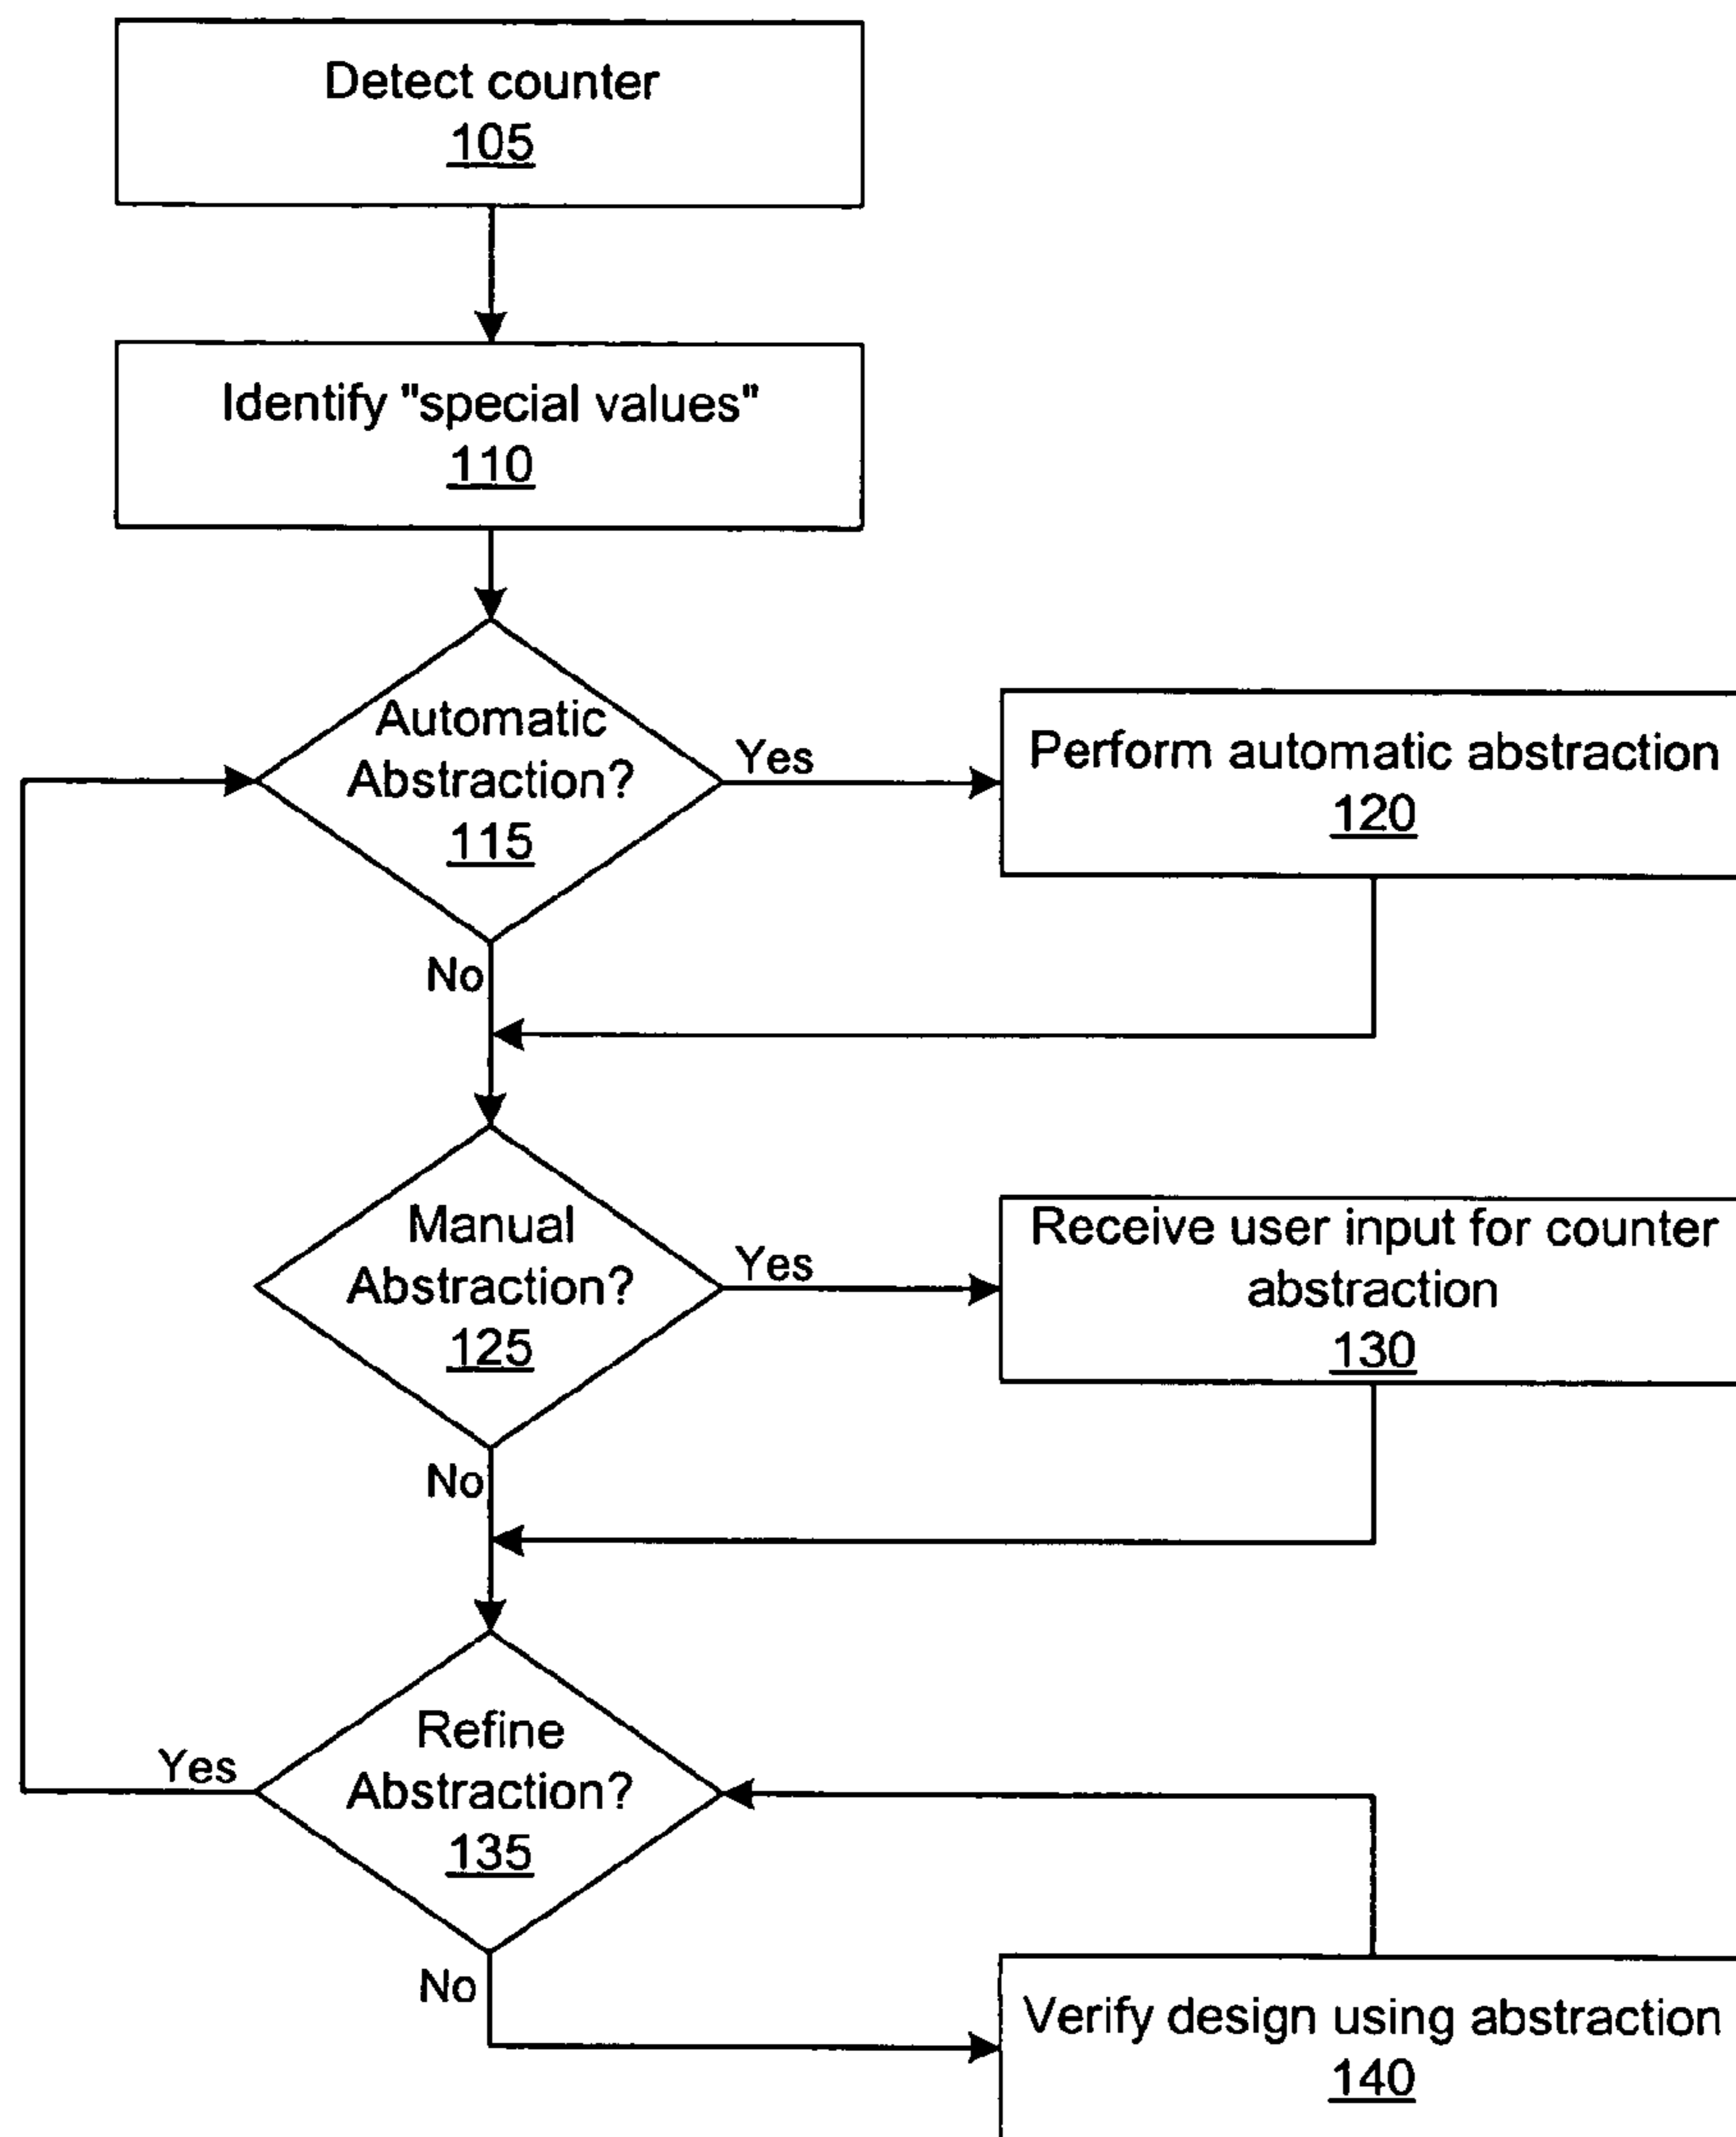 Detect counter
105
Identify "special values"
110
Automatic
Abstraction?
115
Yes
Perform automatic abstraction
120
No
Manual
Abstraction?
125
Yes
Receive user input for counter
abstraction
130
No
Refine
Abstraction?
135
Yes
No
Verify design using abstraction
140